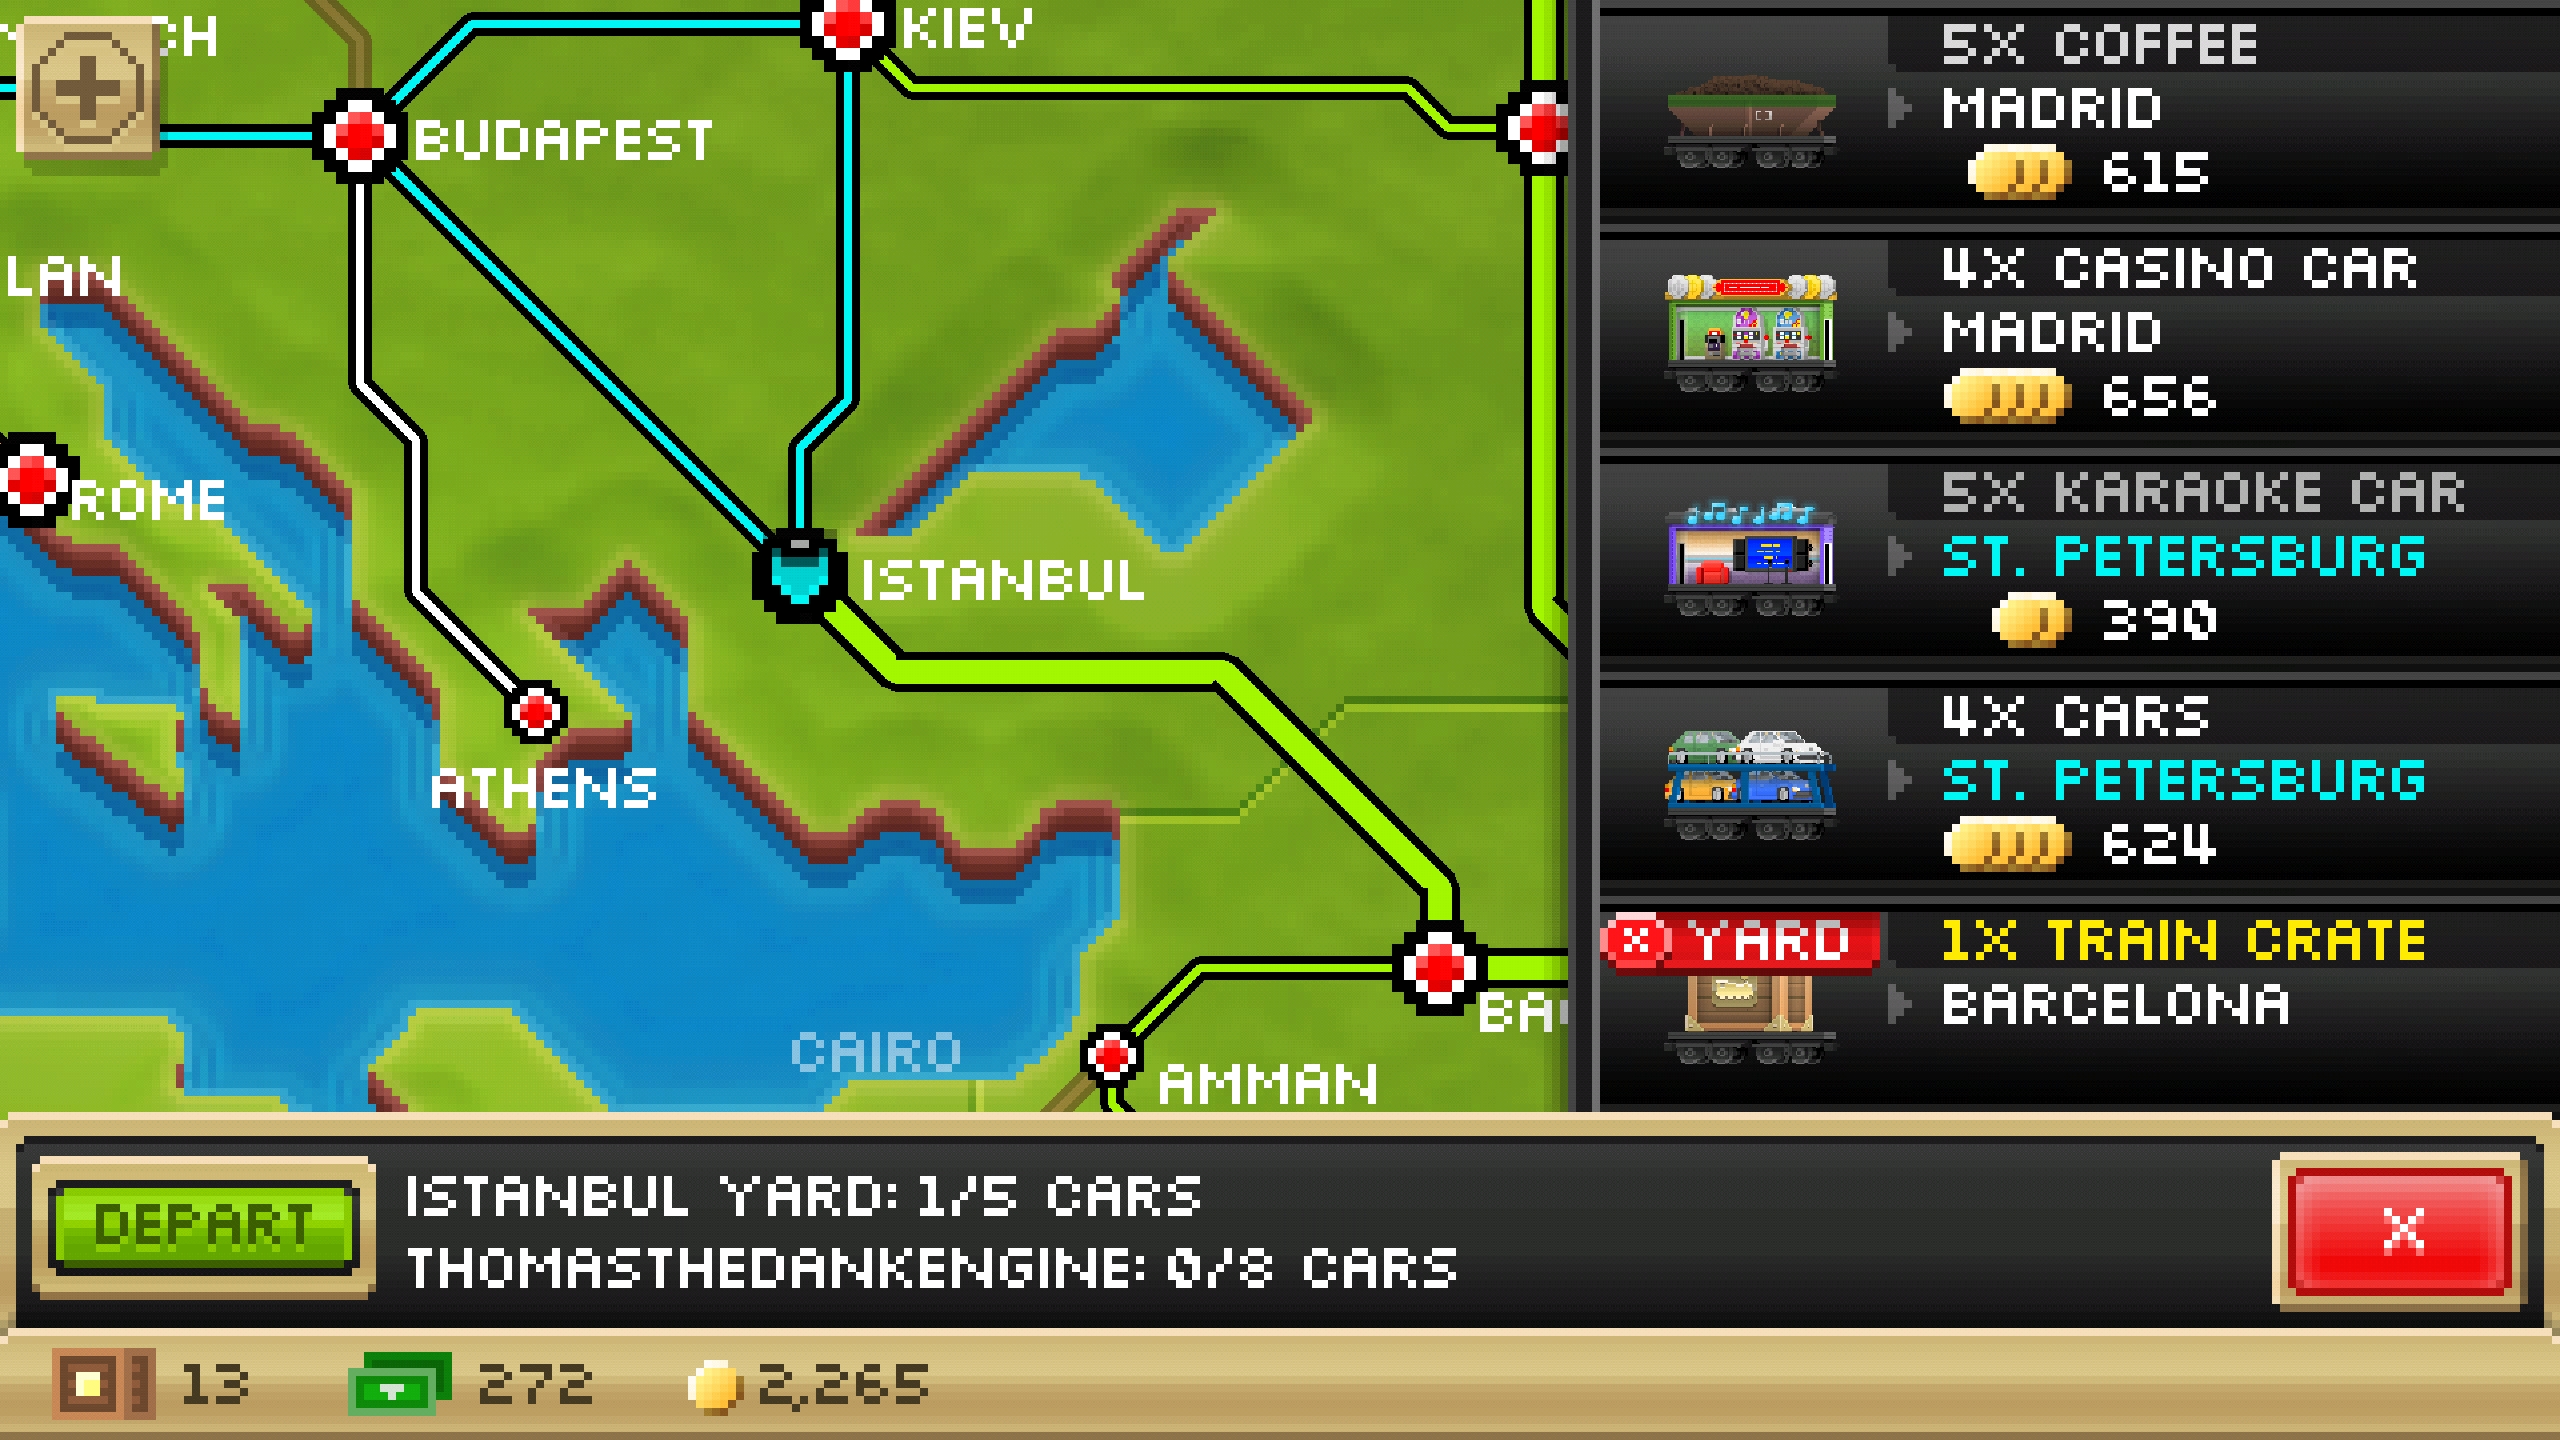 CH
KIEV
BUDAPEST
LAN
ROME
ISTANBUL
ATHENS
CAIRO
BA
AMMAN
5X COFFEE
MADRID
615
4X CASINO CAR
MADRID
656
5X KARAOKE CAR
ST. PETERSBURG
390
4X CARS
ST. PETERSBURG
624
YARD
1X TRAIN CRATE
BARCELONA
DEPART
ISTANBUL YARD: 1/5 CARS
THOMASTHEDANKENGINE: 0/8 CARS
X
13
272
2,265